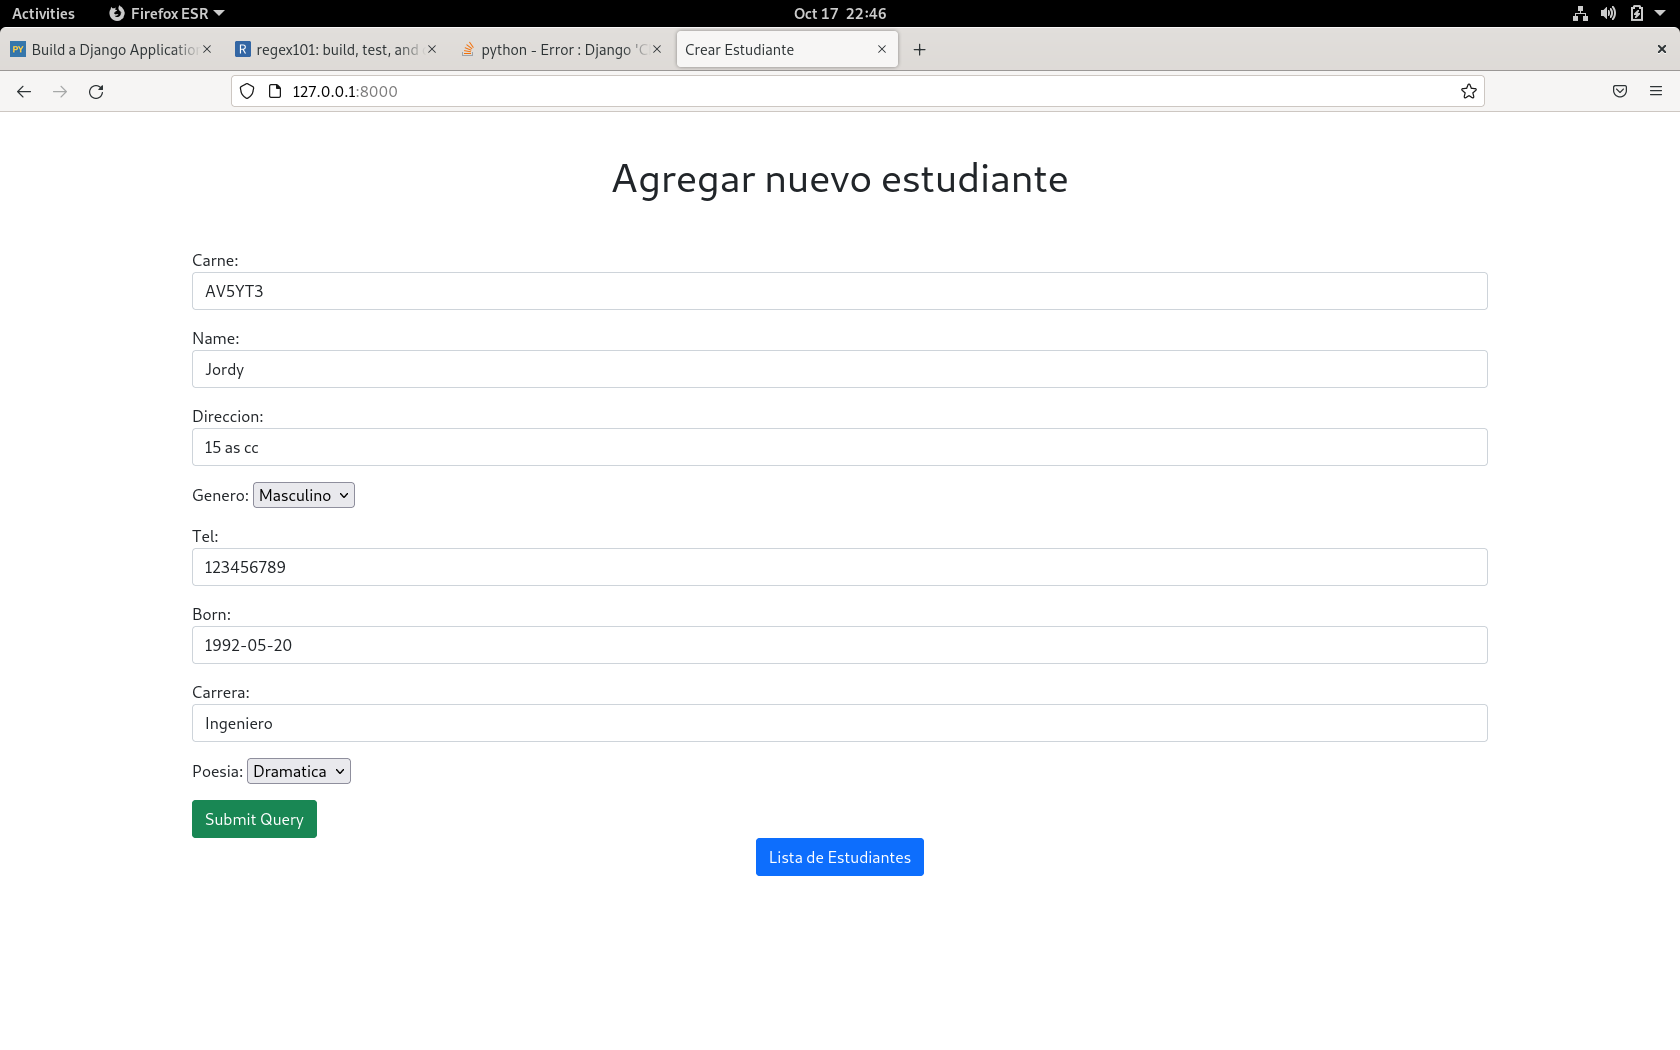 Activities Firefox ESR Oct 17 22:46
Build a Django Applicatio regex101: build, test, and python - Error : Django 'C Crear Estudiante
127.0.0.1:8000
Agregar nuevo estudiante
Carne:
AV5YT3
Name:
Jordy
Direccion:
15 as cc
Genero: Masculino
Tel:
123456789
Born:
1992-05-20
Carrera:
Ingeniero
Poesia: Dramatica
Submit Query
Lista de Estudiantes